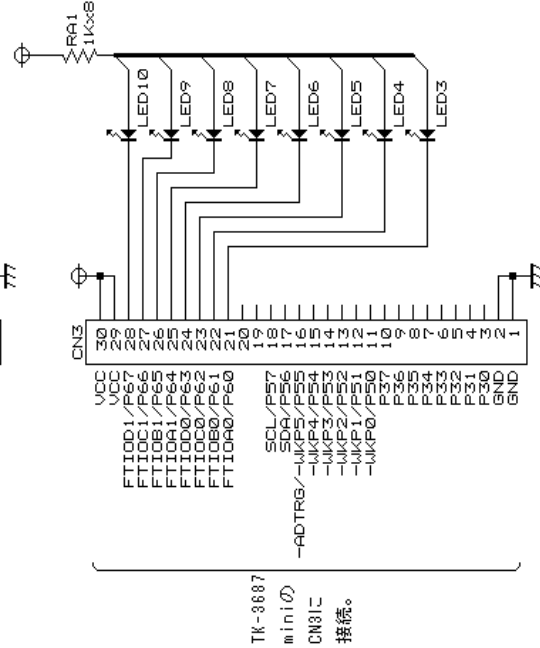 RA1
1Kx8
LED10
LED9
LED8
LED7
LED6
LED5
LED4
LED3
CN3
30
29
28
27
26
25
24
23
22
21
20
19
18
17
16
15
14
13
12
11
10
9
8
7
6
5
4
3
2
1
VCC
VCC
FTIOD1/P67
FTIOC1/P66
FTIOB1/P65
FTIOA1/P64
FTIOD0/P63
FTIOC0/P62
FTIOB0/P61
FTIOA0/P60
SCL/P57
SDA/P56
-ADTRG/-WKP5/P55
-WKP4/P54
-WKP3/P53
-WKP2/P52
-WKP1/P51
-WKP0/P50
P37
P36
P35
P34
P33
P32
P31
P30
GND
GND
TK-3687
miniの
CN3に
接続。